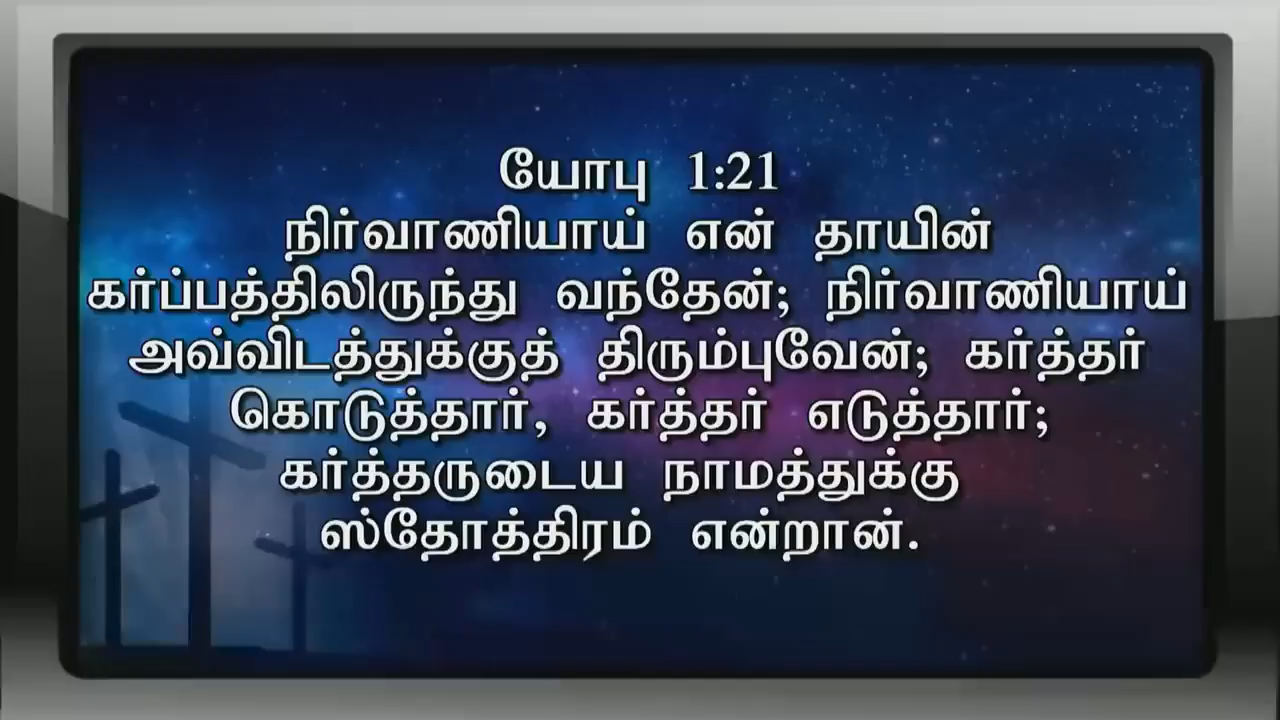 யோபு 1:21
நிர்வாணியாய் என் தாயின்
கர்ப்பத்திலிருந்து வந்தேன்; நிர்வாணியாய்
அவ்விடத்துக்குத் திரும்புவேன்; கர்த்தர்
கொடுத்தார், கர்த்தர் எடுத்தார்;
கர்த்தருடைய நாமத்துக்கு
ஸ்தோத்திரம் என்றான்.